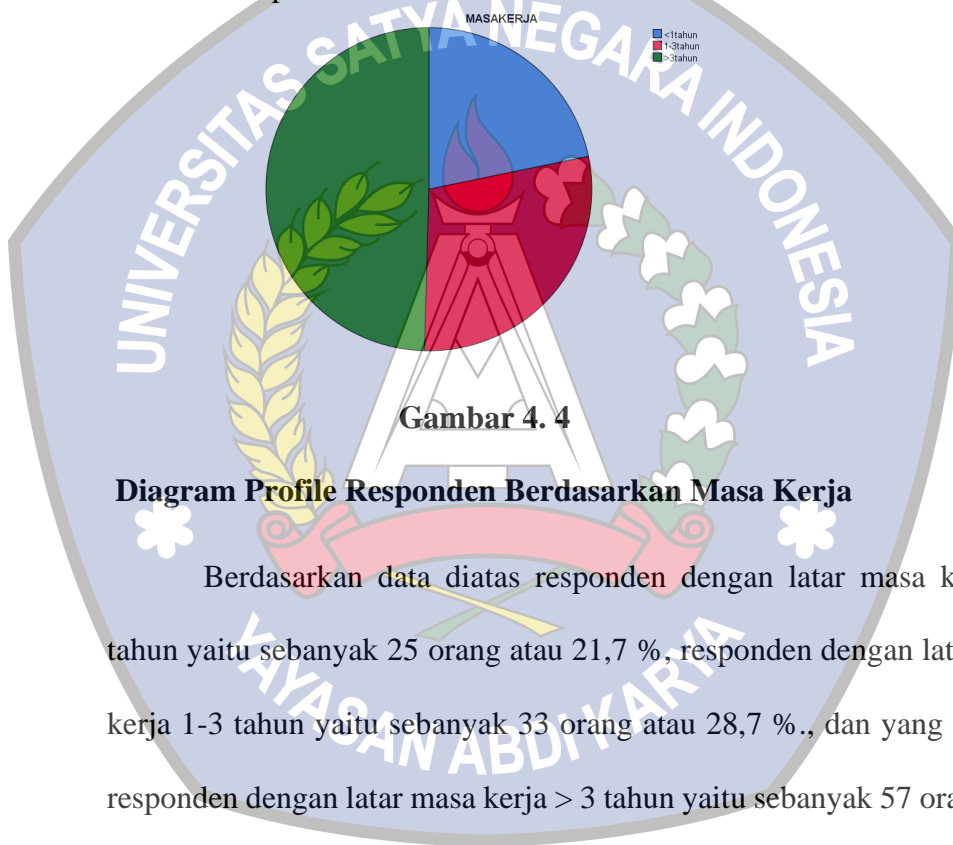 MASAKERJA
<1tahun
1-3tahun
>3tahun
UNIVERSITAS SATYA NEGARA INDONESIA
Gambar 4. 4
Diagram Profile Responden Berdasarkan Masa Kerja
Berdasarkan data diatas responden dengan latar masa k
tahun yaitu sebanyak 25 orang atau 21,7 %, responden dengan lat
kerja 1-3 tahun yaitu sebanyak 33 orang atau 28,7 %., dan yang
responden dengan latar masa kerja > 3 tahun yaitu sebanyak 57 ora
YAYASAN ABDI KARYA